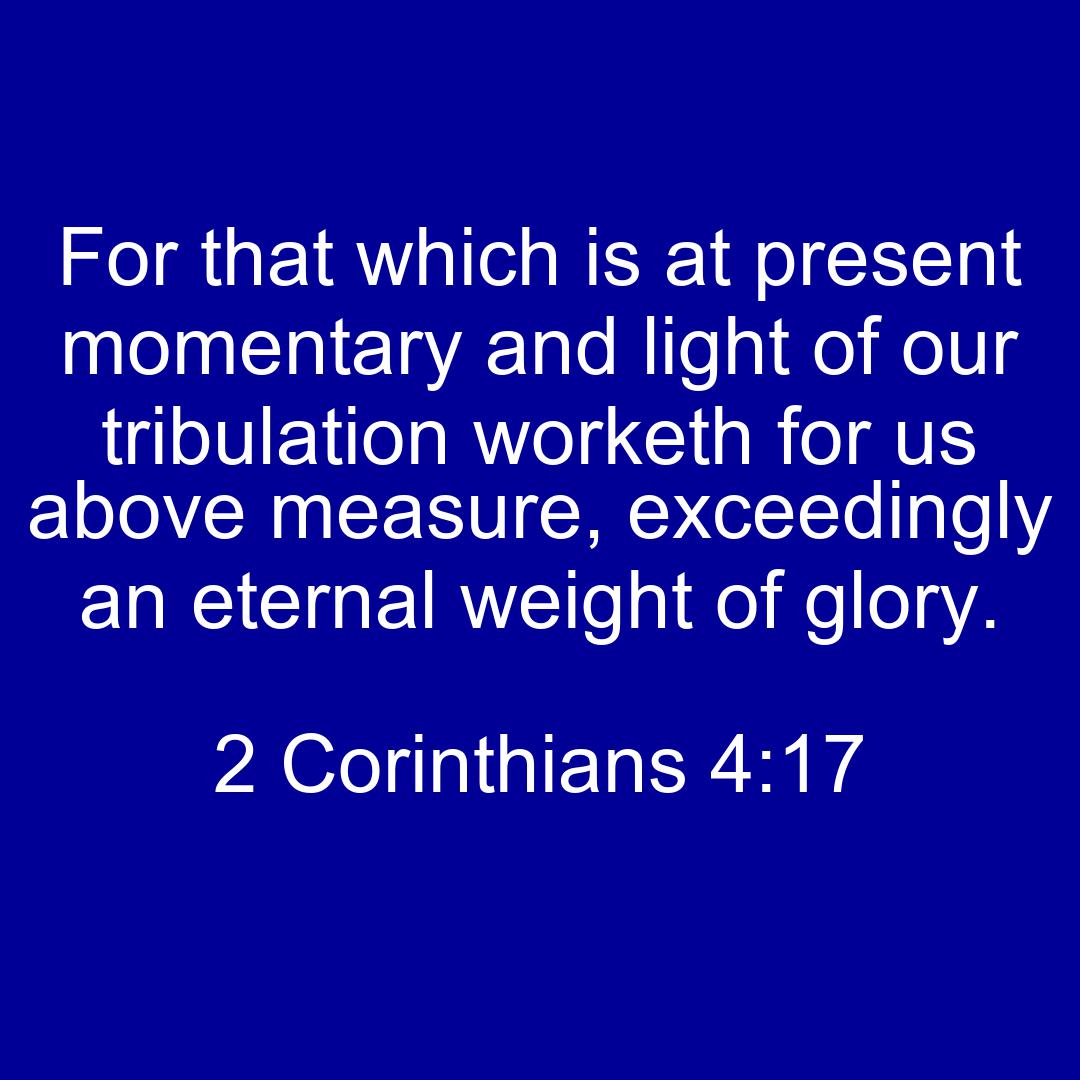 For that which is at present
momentary and light of our
tribulation worketh for us
above measure, exceedingly
an eternal weight of glory.
2 Corinthians 4:17